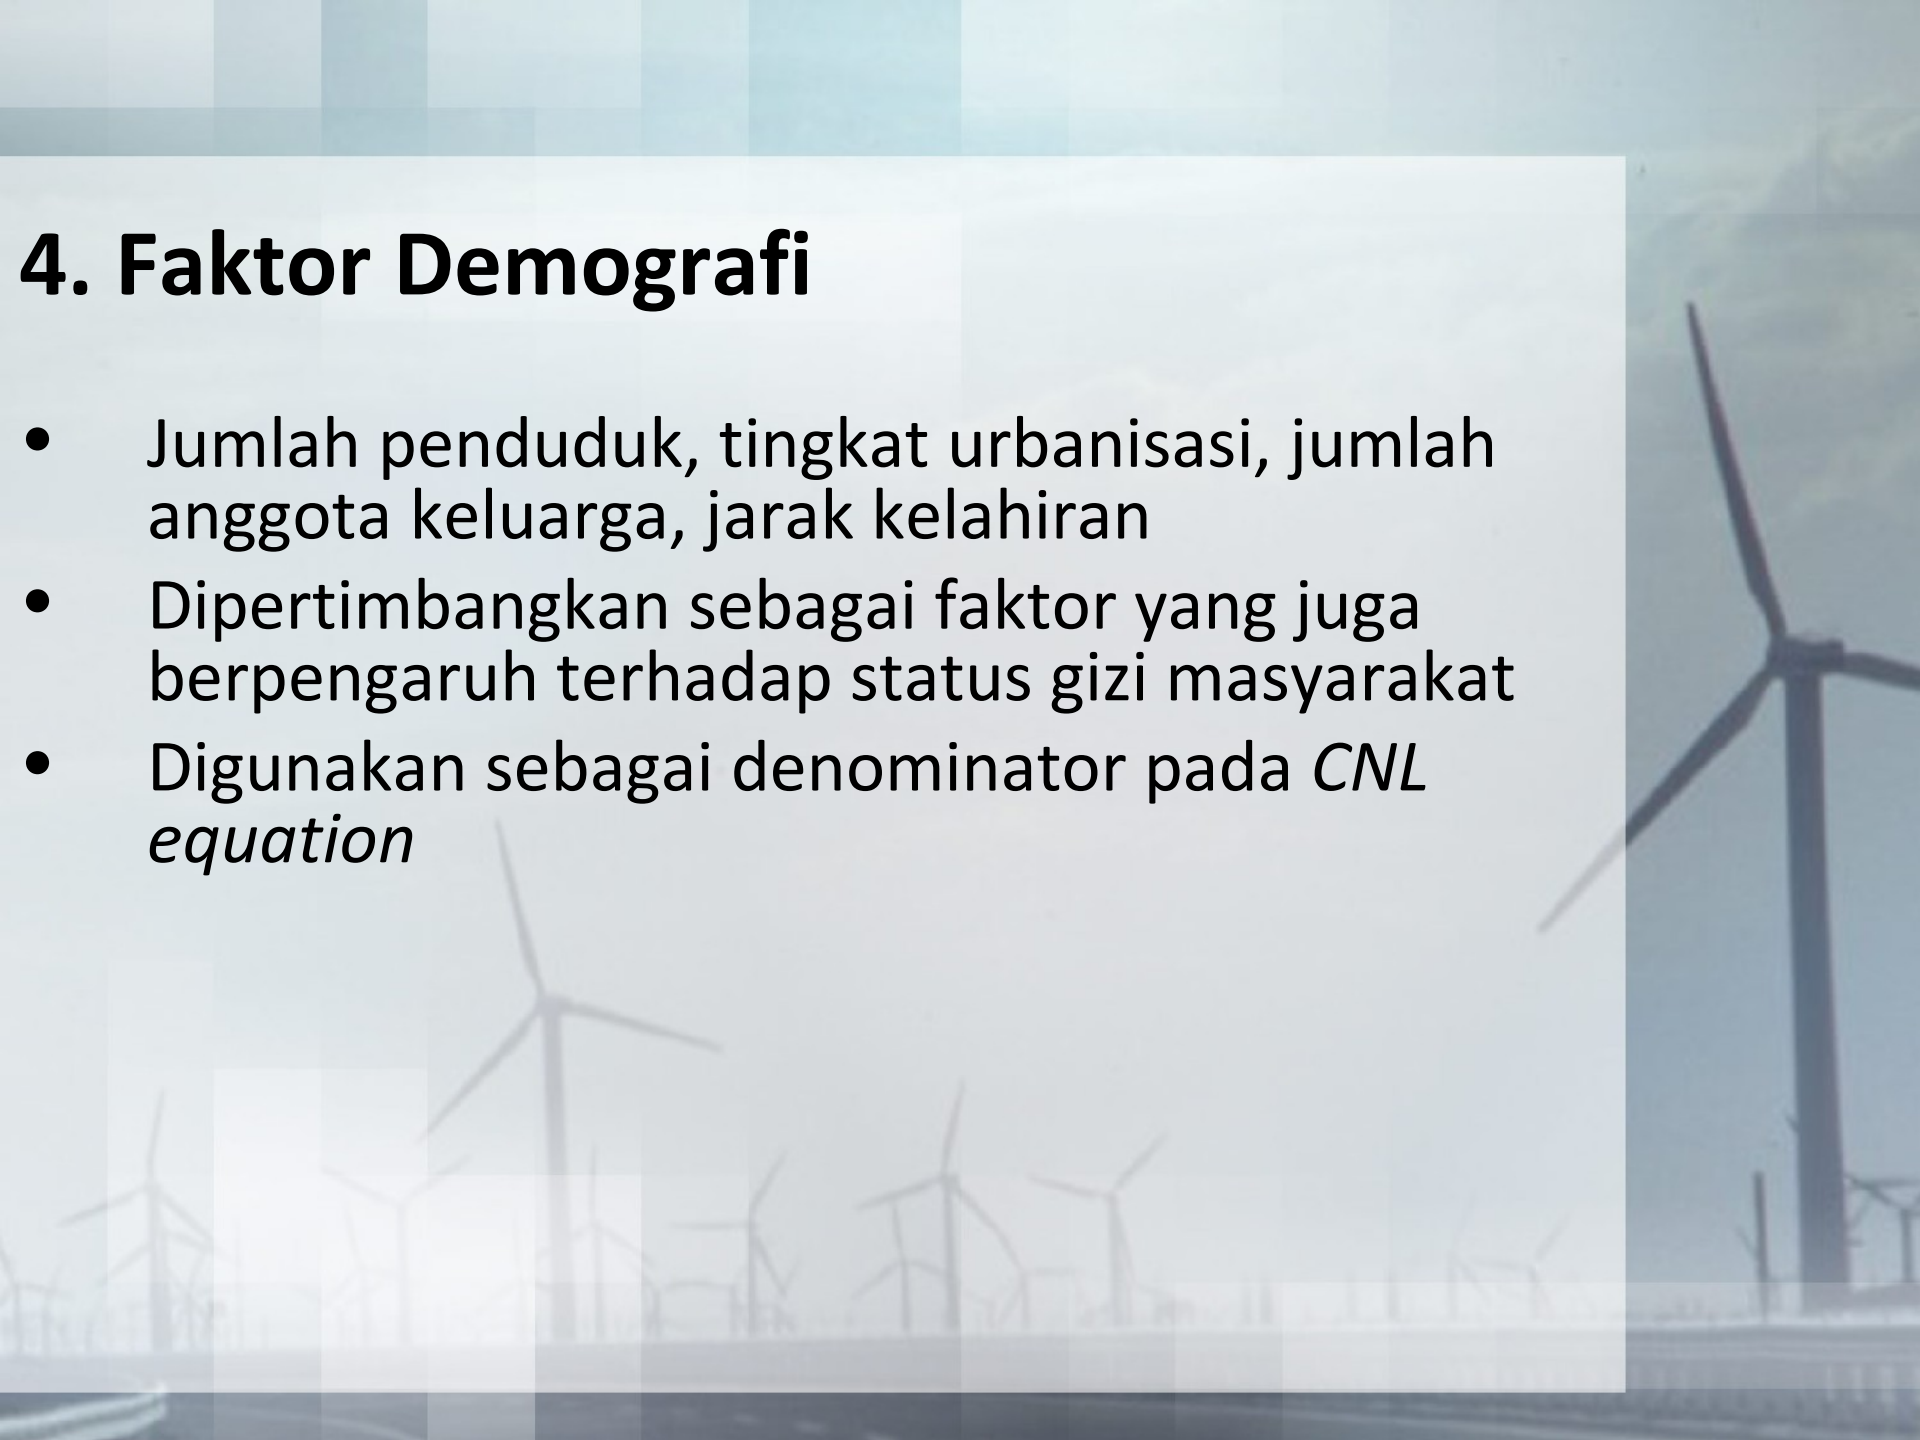 4. Faktor Demografi
• Jumlah penduduk, tingkat urbanisasi, jumlah
anggota keluarga, jarak kelahiran
• Dipertimbangkan sebagai faktor yang juga
berpengaruh terhadap status gizi masyarakat
• Digunakan sebagai denominator pada CNL
equation